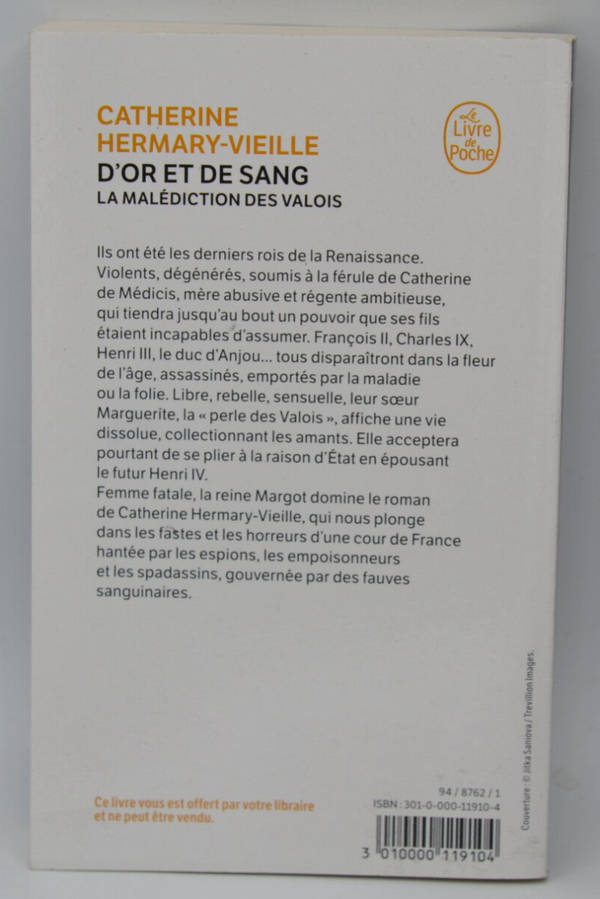 CATHERINE
HERMARY-VIEILLE
D'OR ET DE SANG
LA MALÉDICTION DES VALOIS
Le
Livre
de
Poche
Ils ont été les derniers rois de la Renaissance.
Violents, dégénérés, soumis à la férule de Catherine
de Médicis, mère abusive et régente ambitieuse,
qui tiendra jusqu'au bout un pouvoir que ses fils
étaient incapables d'assumer. François II, Charles IX,
Henri III, le duc d'Anjou... tous disparaîtront dans la fleur
de l'âge, assassinés, emportés par la maladie
ou la folie. Libre, rebelle, sensuelle, leur sœur
Marguerite, la « perle des Valois », affiche une vie
dissolue, collectionnant les amants. Elle acceptera
pourtant de se plier à la raison d'État en épousant
le futur Henri IV.
Femme fatale, la reine Margot domine le roman
de Catherine Hermary-Vieille, qui nous plonge
dans les fastes et les horreurs d'une cour de France
hantée par les espions, les empoisonneurs
et les spadassins, gouvernée par des fauves
sanguinaires.
Couverture : © Jitka Saniova / Trevillion Images.
Ce livre vous est offert par votre libraire
et ne peut être vendu.
94 / 8762 / 1
ISBN : 301-0-000-11910-4
3 010000 119104